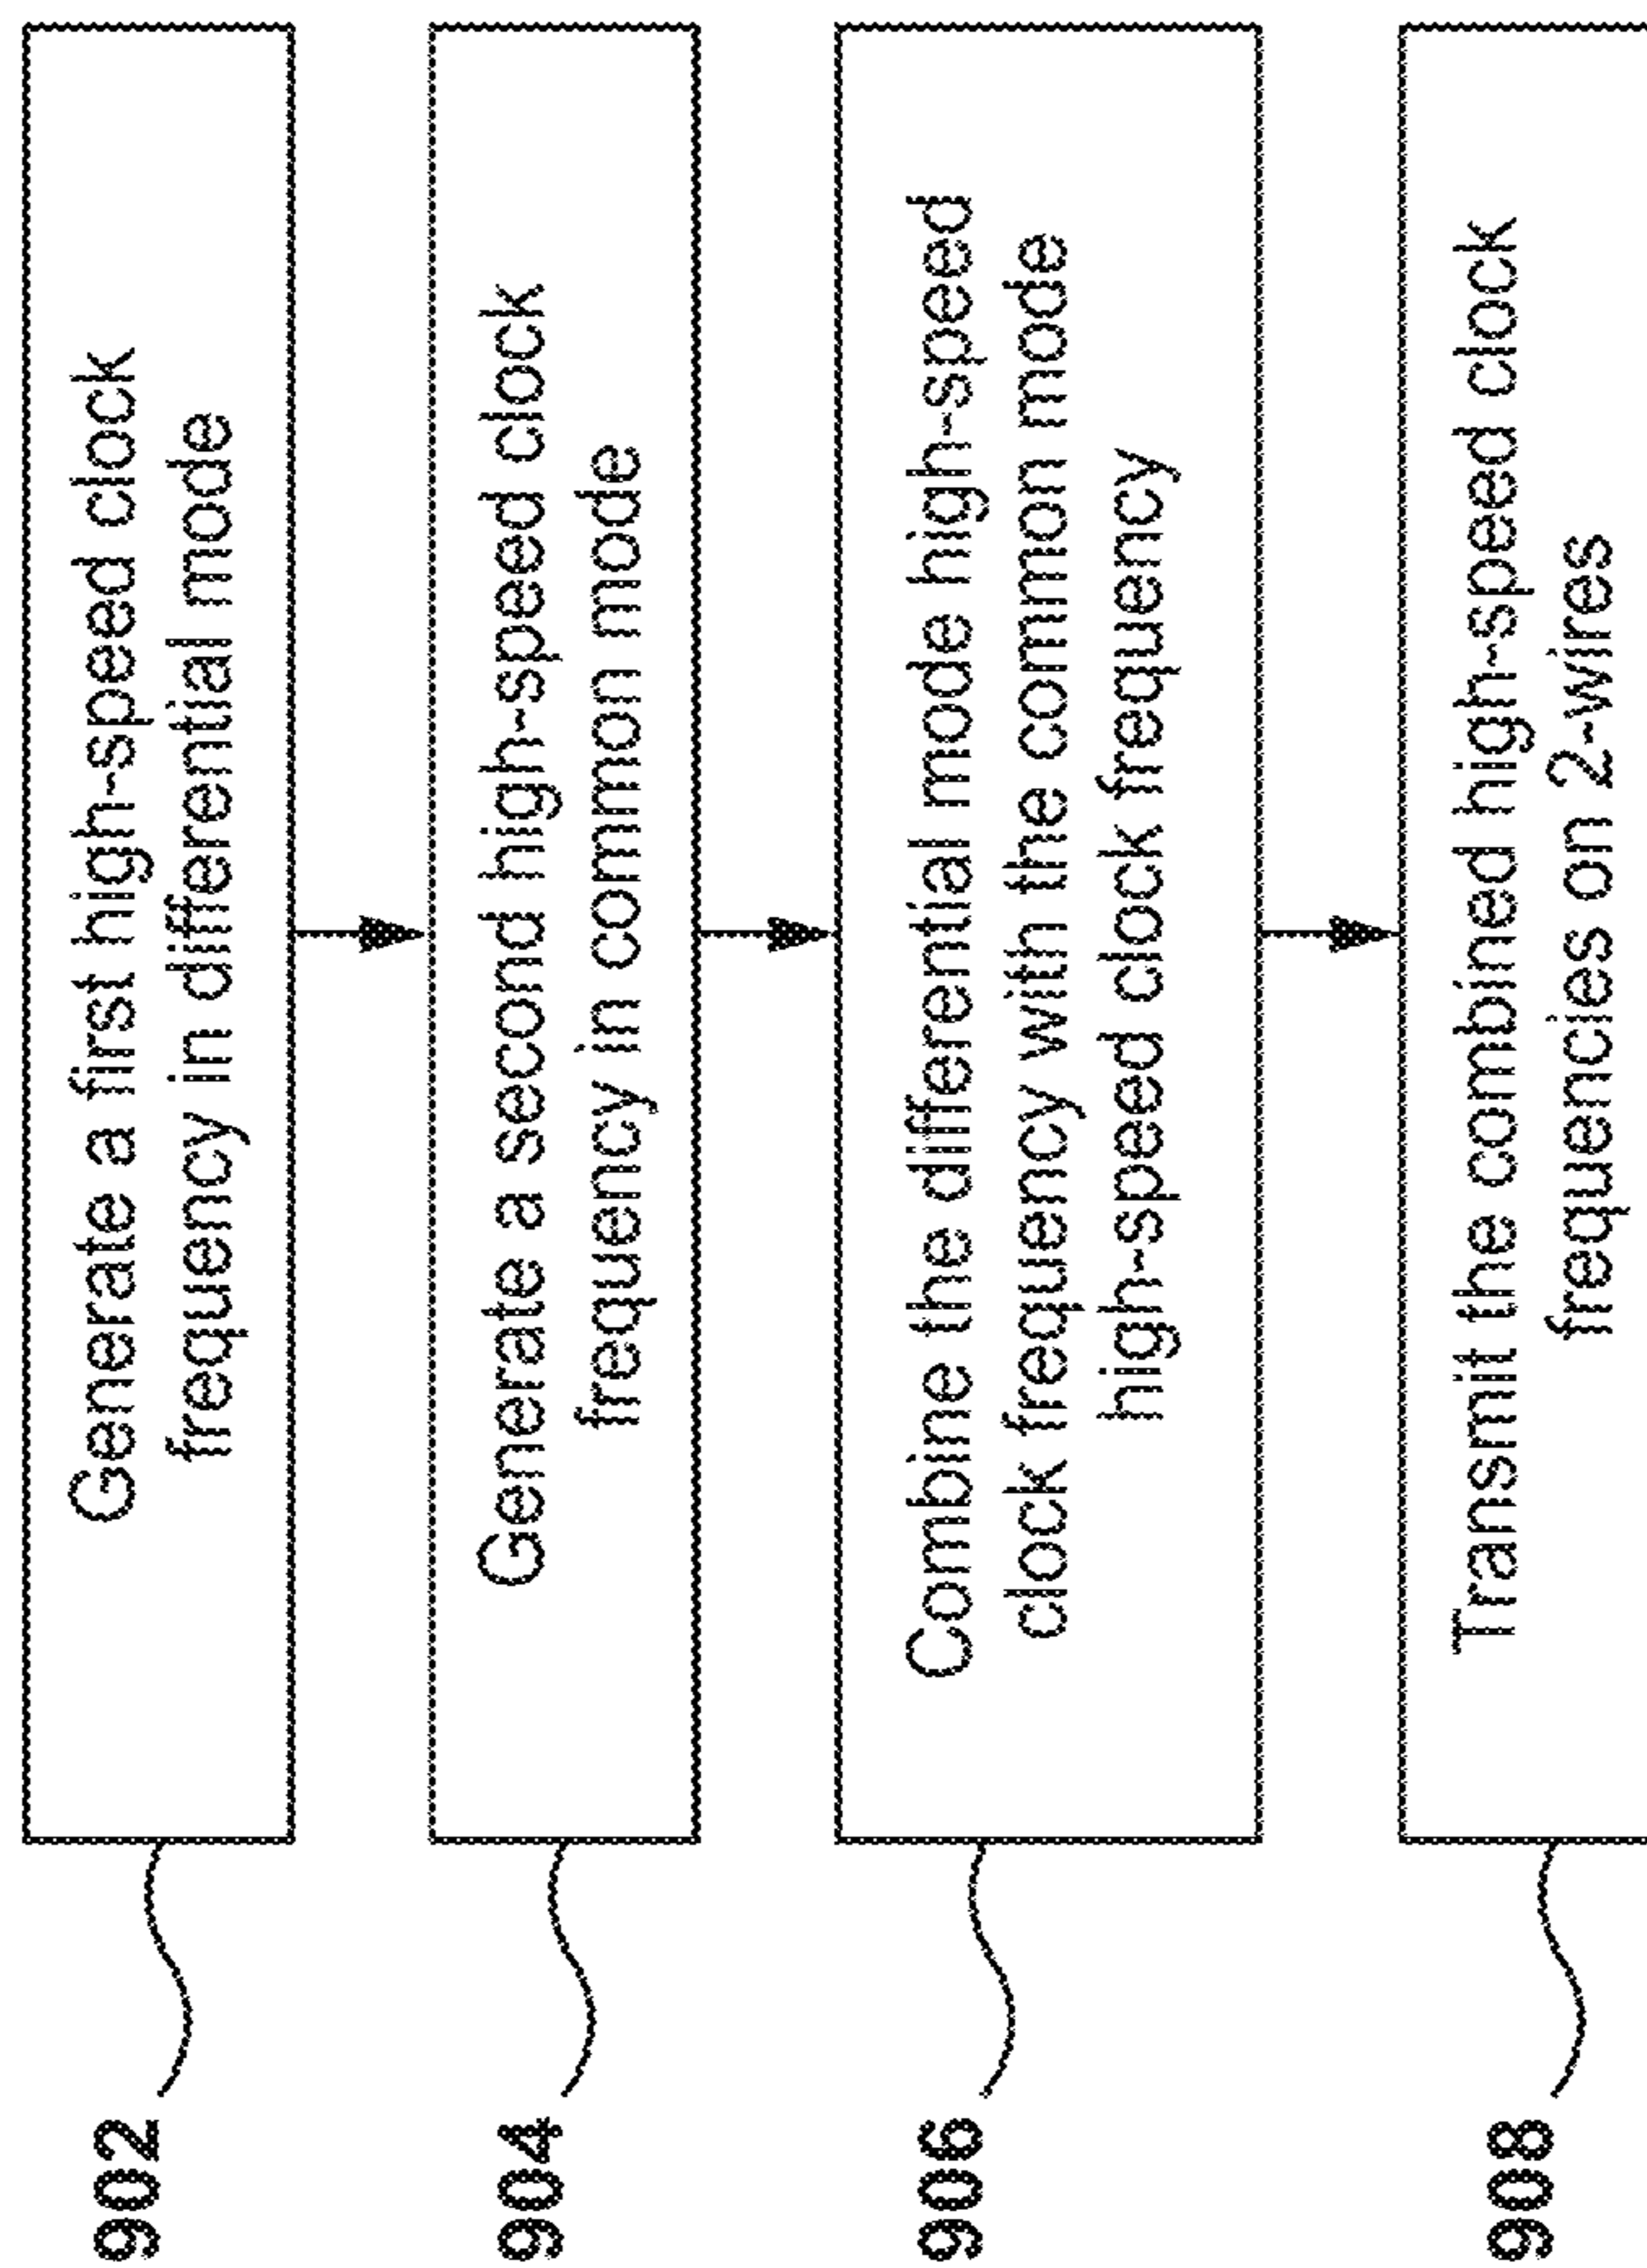 902
Generate a first high-speed clock
frequency in differential mode
904
Generate a second high-speed clock
frequency in common mode
906
Combine the differential mode high-speed
clock frequency with the common mode
high-speed clock frequency
908
Transmit the combined high-speed clock
frequencies on 2-wires